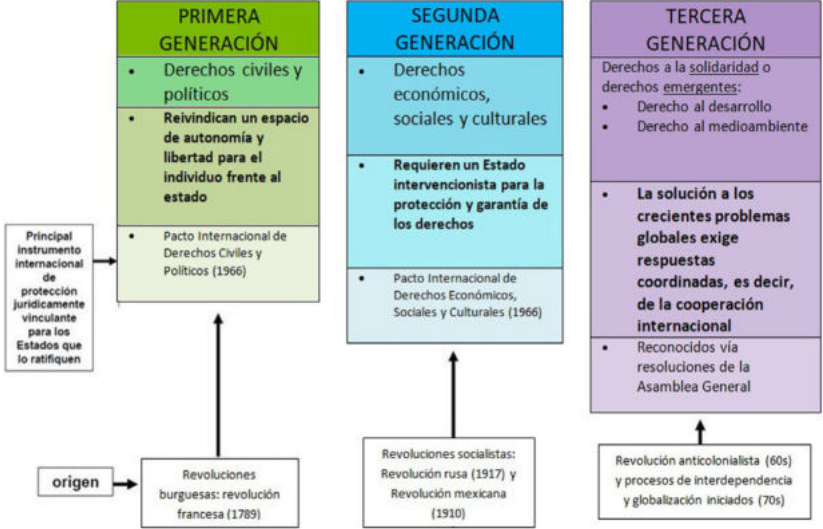 PRIMERA
GENERACIÓN
• Derechos civiles y
políticos
• Reivindican un espacio
de autonomía y
libertad para el
individuo frente al
estado
• Pacto Internacional de
Derechos Civiles y
Políticos (1966)
SEGUNDA
GENERACIÓN
• Derechos
económicos,
sociales y culturales
• Requieren un Estado
intervencionista para la
protección y garantía de
los derechos
• Pacto Internacional de
Derechos Económicos,
Sociales y Culturales (1966)
TERCERA
GENERACIÓN
Derechos a la solidaridad o
derechos emergentes:
• Derecho al desarrollo
• Derecho al medioambiente
• La solución a los
crecientes problemas
globales exige
respuestas
coordinadas, es decir,
de la cooperación
internacional
• Reconocidos vía
resoluciones de la
Asamblea General
Principal
instrumento
internacional
de
protección
jurídicamente
vinculante
para los
Estados que
lo ratifiquen
origen
Revoluciones
burguesas: revolución
francesa (1789)
Revoluciones socialistas:
Revolución rusa (1917) y
Revolución mexicana
(1910)
Revolución anticolonialista (60s)
y procesos de interdependencia
y globalización iniciados (70s)